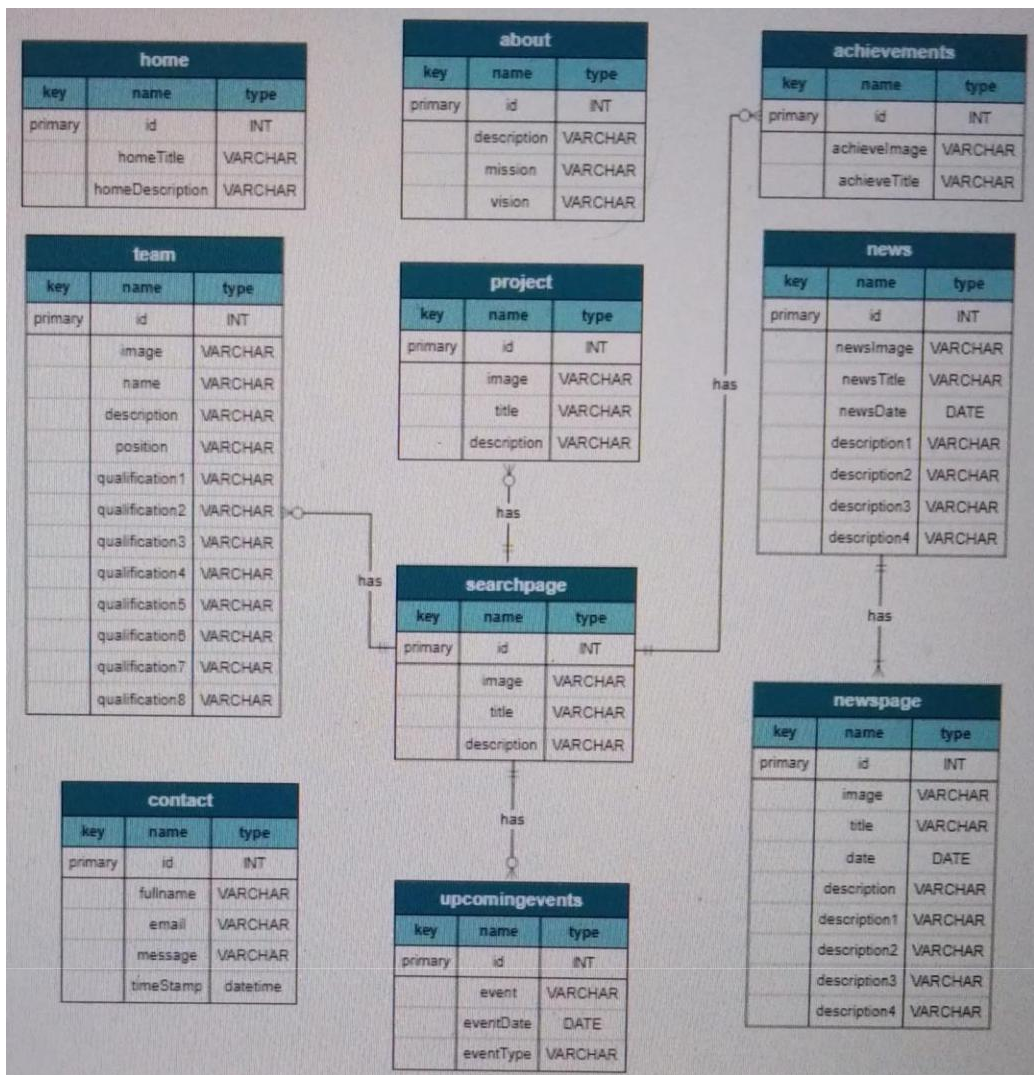 home
key name type
primary id INT
homeTitle VARCHAR
homeDescription VARCHAR
about
key name type
primary id INT
description VARCHAR
mission VARCHAR
vision VARCHAR
achievements
key name type
primary id INT
achieveImage VARCHAR
achieveTitle VARCHAR
team
key name type
primary id INT
image VARCHAR
name VARCHAR
description VARCHAR
position VARCHAR
qualification1 VARCHAR
qualification2 VARCHAR
qualification3 VARCHAR
qualification4 VARCHAR
qualification5 VARCHAR
qualification6 VARCHAR
qualification7 VARCHAR
qualification8 VARCHAR
project
key name type
primary id INT
image VARCHAR
title VARCHAR
description VARCHAR
news
key name type
primary id INT
newsImage VARCHAR
newsTitle VARCHAR
newsDate DATE
description1 VARCHAR
description2 VARCHAR
description3 VARCHAR
description4 VARCHAR
has
has
has
has
searchpage
key name type
primary id INT
image VARCHAR
title VARCHAR
description VARCHAR
newspage
key name type
primary id INT
image VARCHAR
title VARCHAR
date DATE
description VARCHAR
description1 VARCHAR
description2 VARCHAR
description3 VARCHAR
description4 VARCHAR
contact
key name type
primary id INT
fullname VARCHAR
email VARCHAR
message VARCHAR
timeStamp datetime
has
upcomingevents
key name type
primary id INT
event VARCHAR
eventDate DATE
eventType VARCHAR